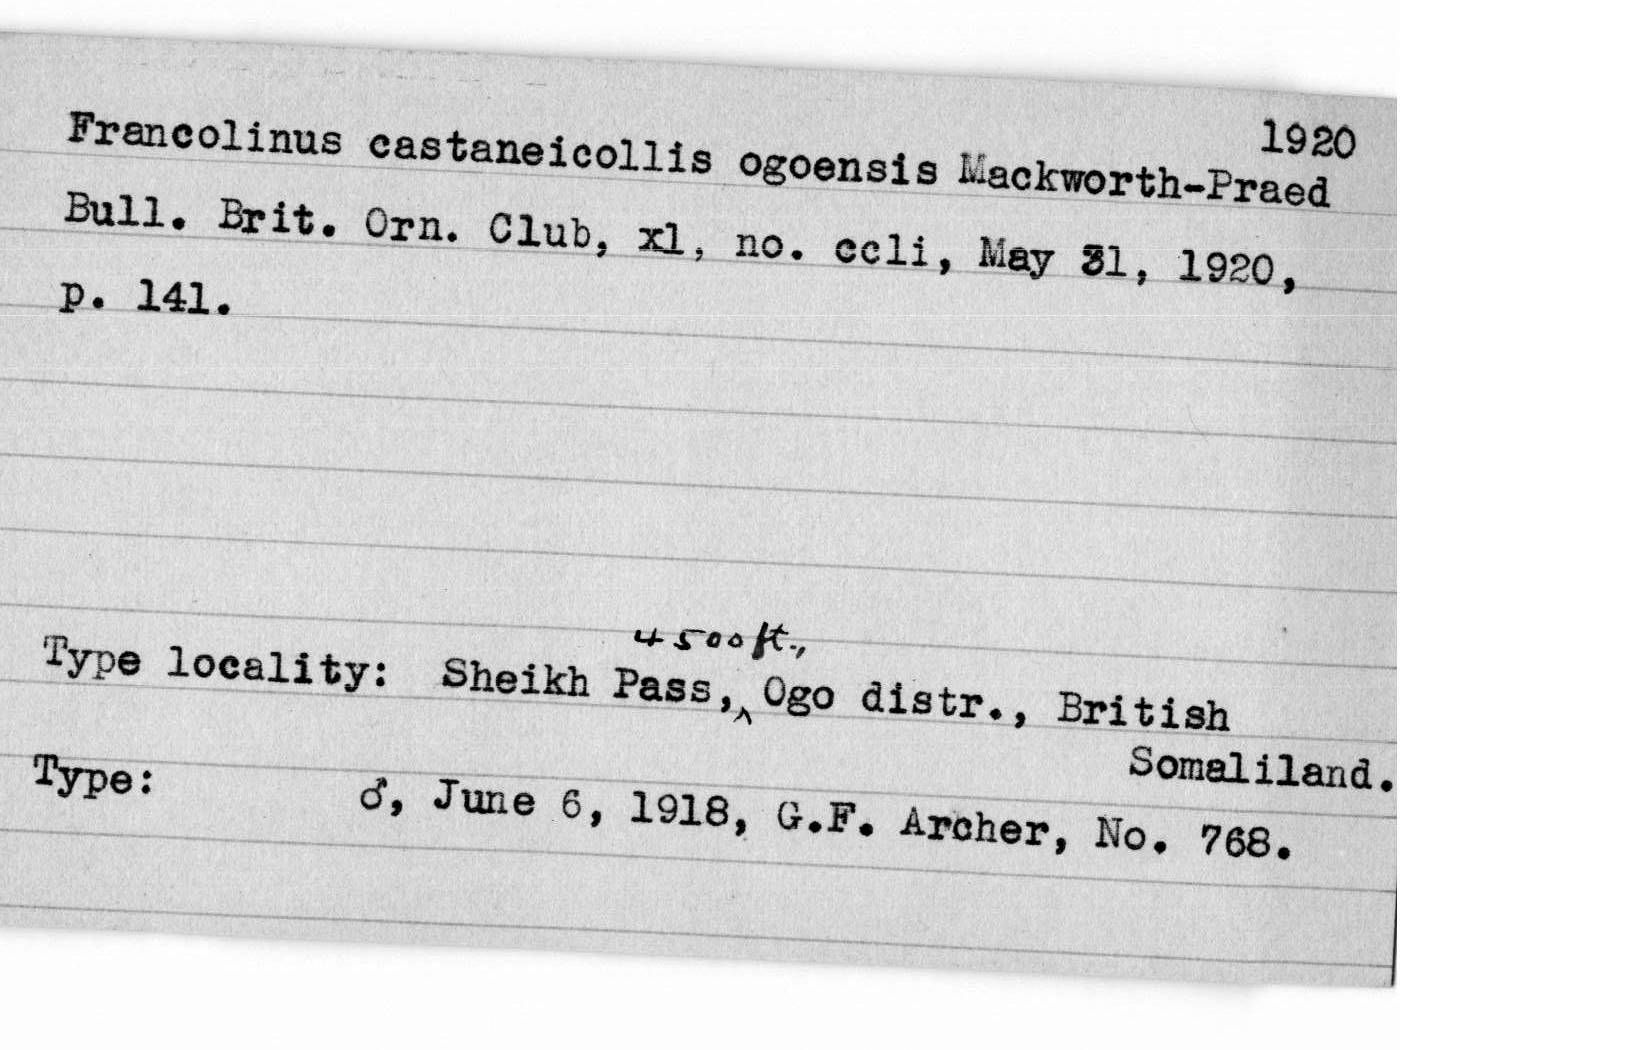 1920
Francolinus castaneicollis ogoensis Mackworth-Praed
Bull. Brit. Orn. Club, xl, no. ccli, May 31, 1920,
p. 141.
4500 ft.,
Type locality: Sheikh Pass,‸ Ogo distr., British
Somaliland.
Type: ♂, June 6, 1918, G.F. Archer, No. 768.